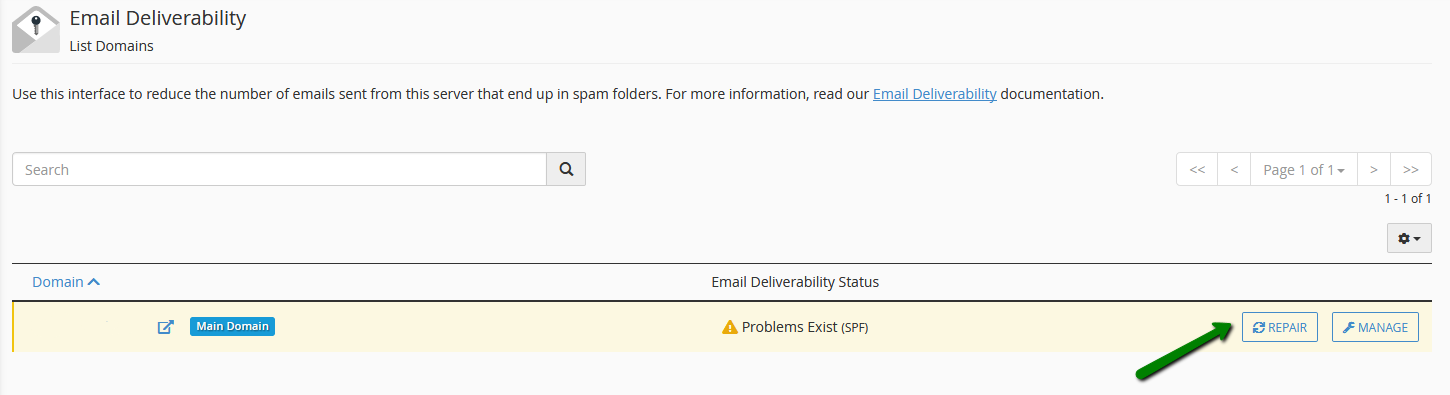 Email Deliverability
List Domains
Use this interface to reduce the number of emails sent from this server that end up in spam folders. For more information, read our Email Deliverability documentation.
Search
<< < Page 1 of 1 > >>
1 - 1 of 1
Domain Email Deliverability Status
Main Domain Problems Exist (SPF) REPAIR MANAGE